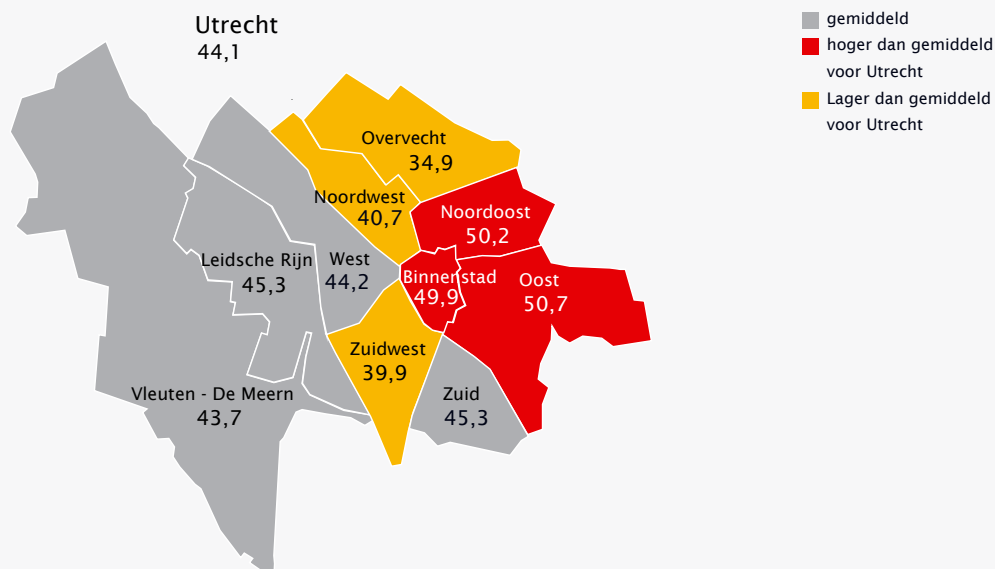 Utrecht
44,1
gemiddeld
hoger dan gemiddeld
voor Utrecht
Lager dan gemiddeld
voor Utrecht
Overvecht
34,9
Noordwest
40,7
Noordoost
50,2
Leidsche Rijn
45,3
West
44,2
Binnenstad
49,9
Oost
50,7
Zuidwest
39,9
Vleuten - De Meern
43,7
Zuid
45,3